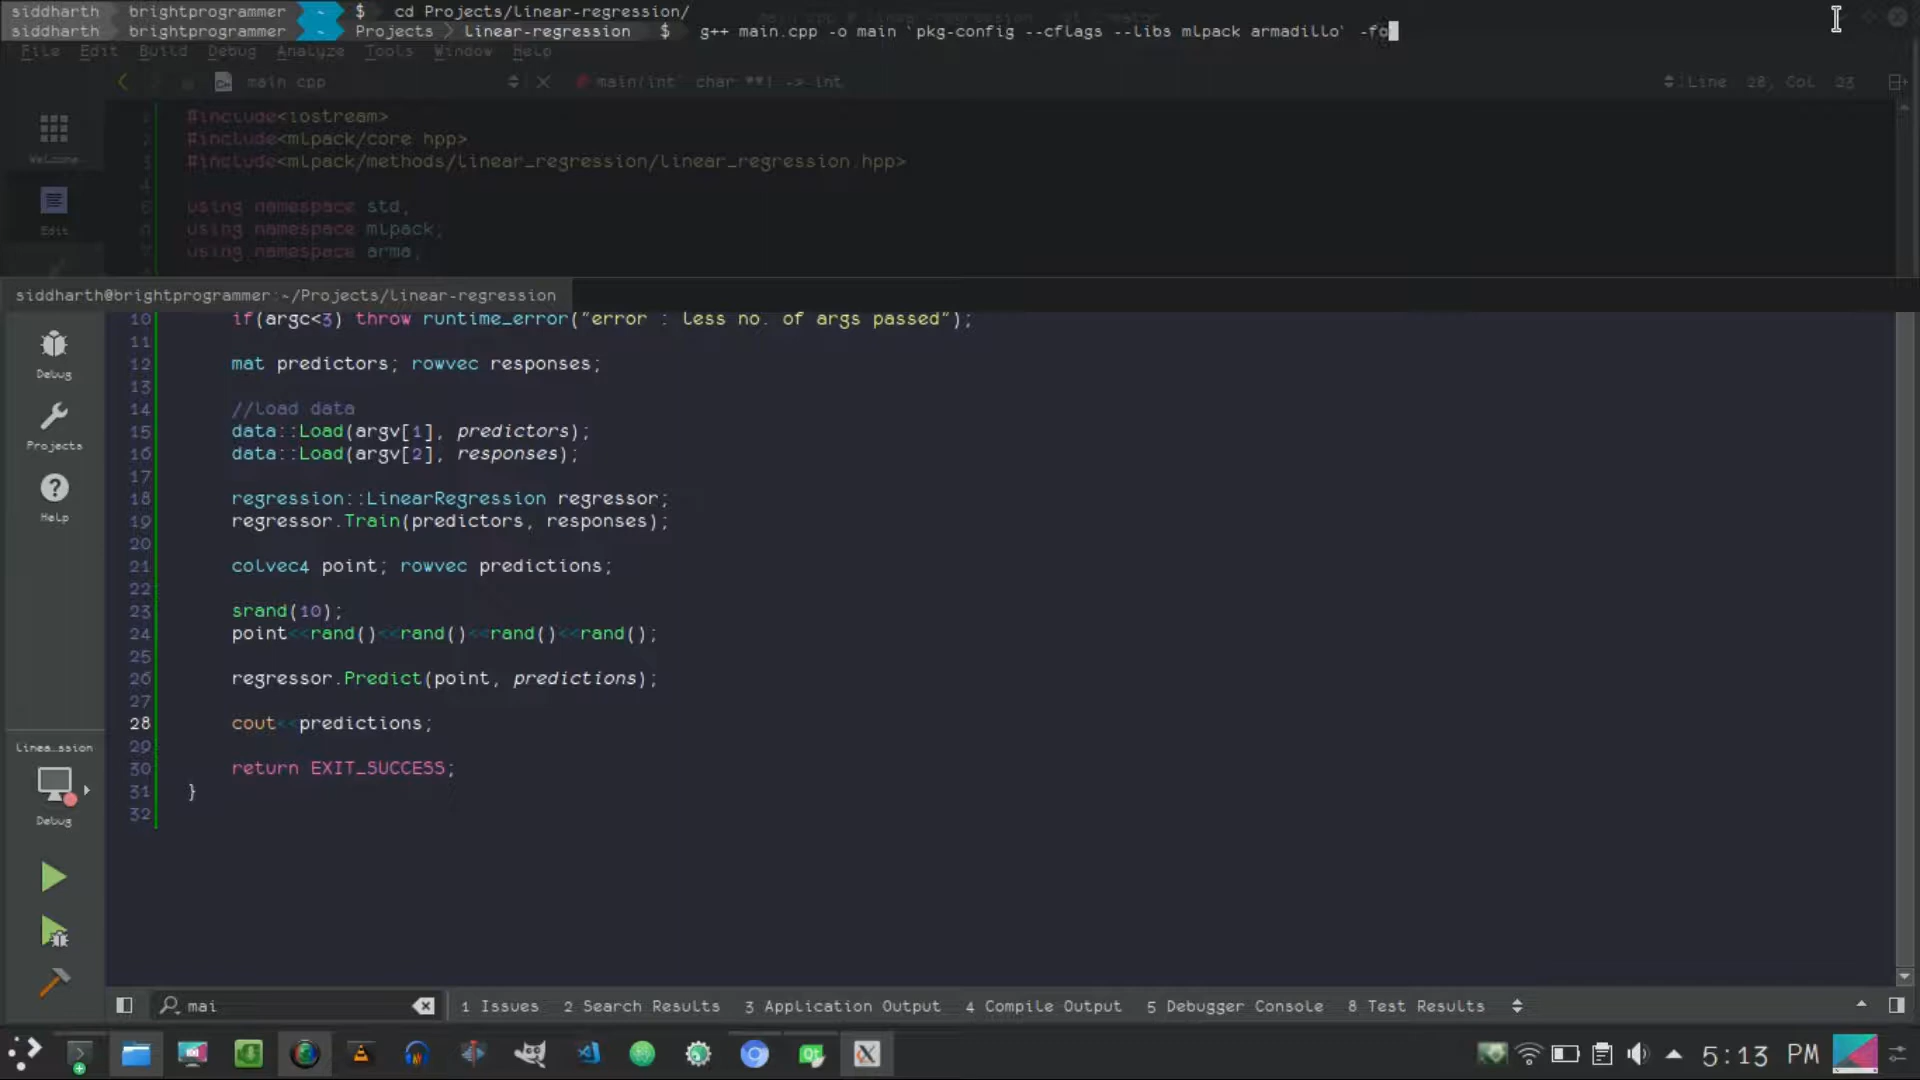 siddharth brightprogrammer ~ $ cd Projects/Linear-regression/
siddharth brightprogrammer ~ Projects Linear-regression $ g++ main.cpp -o main `pkg-config --cflags --libs mlpack armadillo` -fo
File Edit Build Debug Analyze Tools Window Help
main cpp
main(int char **) -> int
Line 28, Col 23
Welcome
Edit
1 #include<iostream>
2 #include<mlpack/core hpp>
3 #include<mlpack/methods/linear_regression/linear_regression.hpp>
4
5 using namespace std,
6 using namespace mlpack;
7 using namespace arma,
siddharth@brightprogrammer:~/Projects/Linear-regression
10 if(argc<3) throw runtime_error("error : less no. of args passed");
11
12 mat predictors; rowvec responses;
13
14 //load data
15 data::Load(argv[1], predictors);
16 data::Load(argv[2], responses);
17
18 regression::LinearRegression regressor;
19 regressor.Train(predictors, responses);
20
21 colvec4 point; rowvec predictions;
22
23 srand(10);
24 point<<rand()<<rand()<<rand()<<rand();
25
26 regressor.Predict(point, predictions);
27
28 cout<<predictions;
29
30 return EXIT_SUCCESS;
31 }
32
Debug
Projects
Help
Linea…ssion
Debug
mai
1 Issues 2 Search Results 3 Application Output 4 Compile Output 5 Debugger Console 8 Test Results
5:13 PM